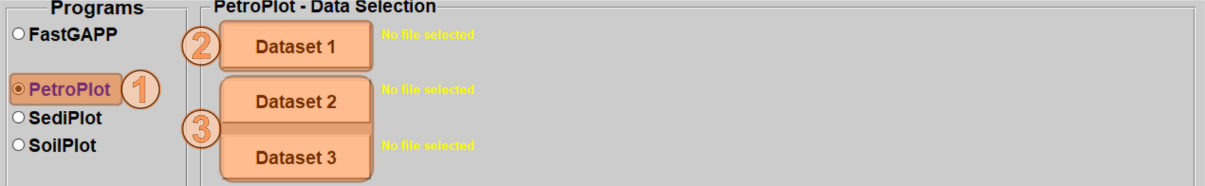 Programs
FastGAPP
PetroPlot
1
SediPlot
SoilPlot
PetroPlot - Data Selection
2
Dataset 1
No file selected
Dataset 2
No file selected
3
Dataset 3
No file selected